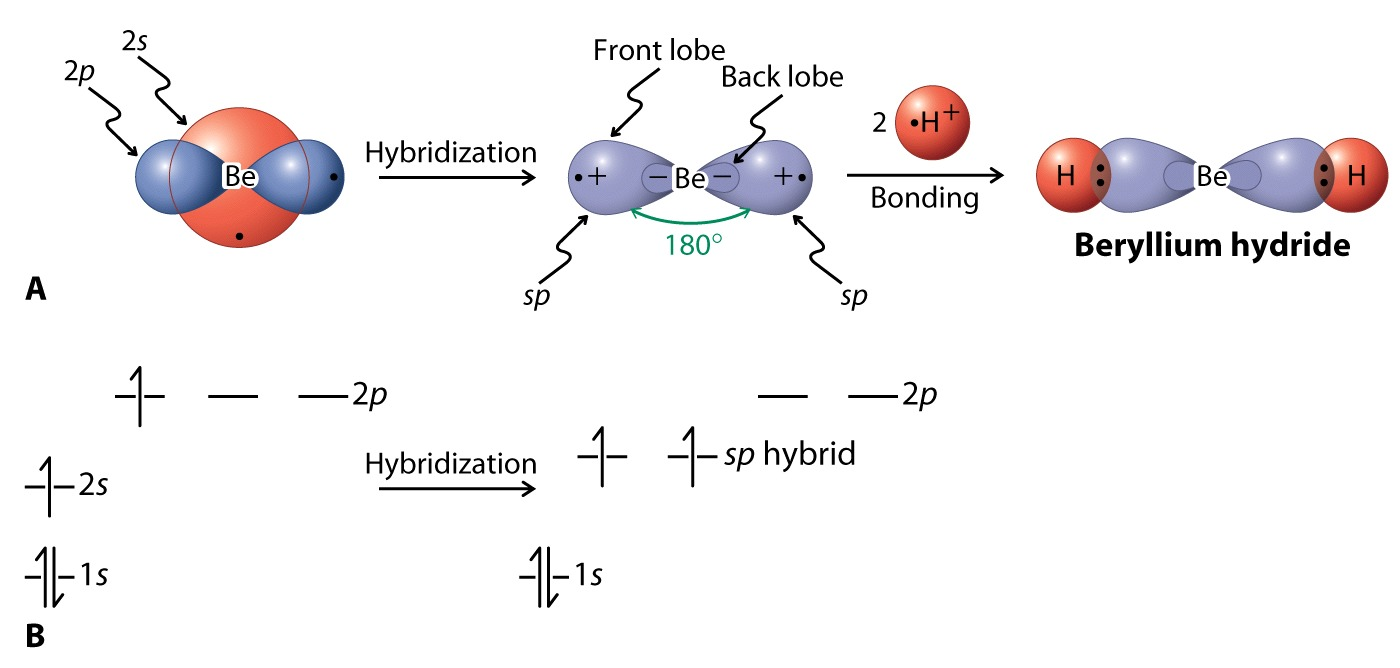 2s
2p
Be
Hybridization
Front lobe
Back lobe
+
−
Be
−
+
180°
sp
sp
2 •H+
Bonding
H : Be : H
Beryllium hydride
A
2p
2s
1s
Hybridization
2p
sp hybrid
1s
B